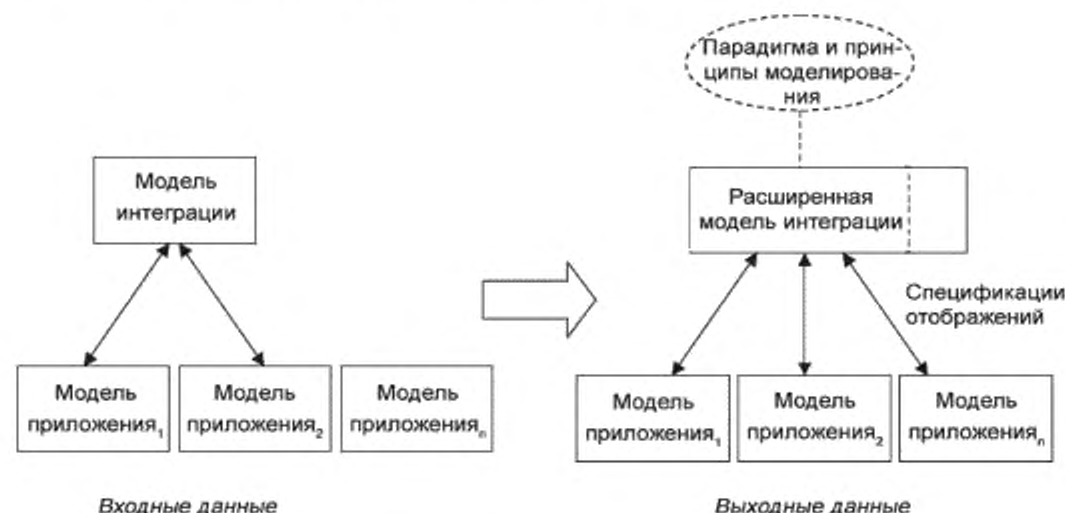 Парадигма и прин-
ципы моделирова-
ния
Модель
интеграции
Расширенная
модель интеграции
Спецификации
отображений
Модель
приложения1
Модель
приложения2
Модель
приложенияn
Модель
приложения1
Модель
приложения2
Модель
приложенияn
Входные данные
Выходные данные